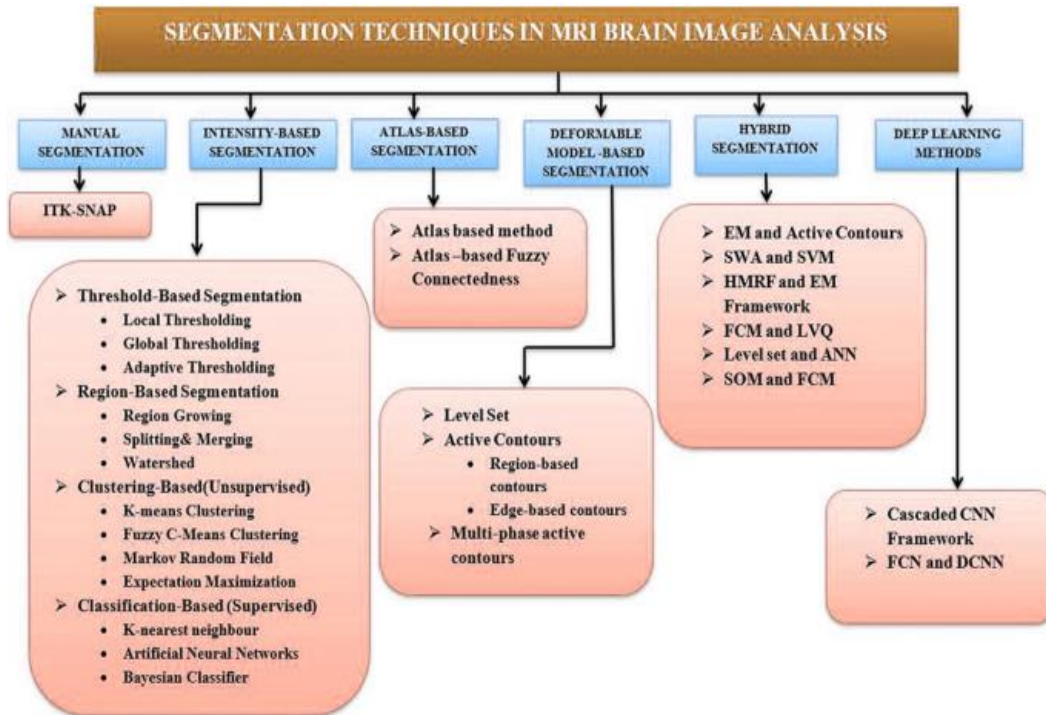 SEGMENTATION TECHNIQUES IN MRI BRAIN IMAGE ANALYSIS
MANUAL
SEGMENTATION
INTENSITY-BASED
SEGMENTATION
ATLAS-BASED
SEGMENTATION
DEFORMABLE
MODEL -BASED
SEGMENTATION
HYBRID
SEGMENTATION
DEEP LEARNING
METHODS
ITK-SNAP
➢ Threshold-Based Segmentation
• Local Thresholding
• Global Thresholding
• Adaptive Thresholding
➢ Region-Based Segmentation
• Region Growing
• Splitting& Merging
• Watershed
➢ Clustering-Based(Unsupervised)
• K-means Clustering
• Fuzzy C-Means Clustering
• Markov Random Field
• Expectation Maximization
➢ Classification-Based (Supervised)
• K-nearest neighbour
• Artificial Neural Networks
• Bayesian Classifier
➢ Atlas based method
➢ Atlas –based Fuzzy
Connectedness
➢ Level Set
➢ Active Contours
• Region-based
contours
• Edge-based contours
➢ Multi-phase active
contours
➢ EM and Active Contours
➢ SWA and SVM
➢ HMRF and EM
Framework
➢ FCM and LVQ
➢ Level set and ANN
➢ SOM and FCM
➢ Cascaded CNN
Framework
➢ FCN and DCNN